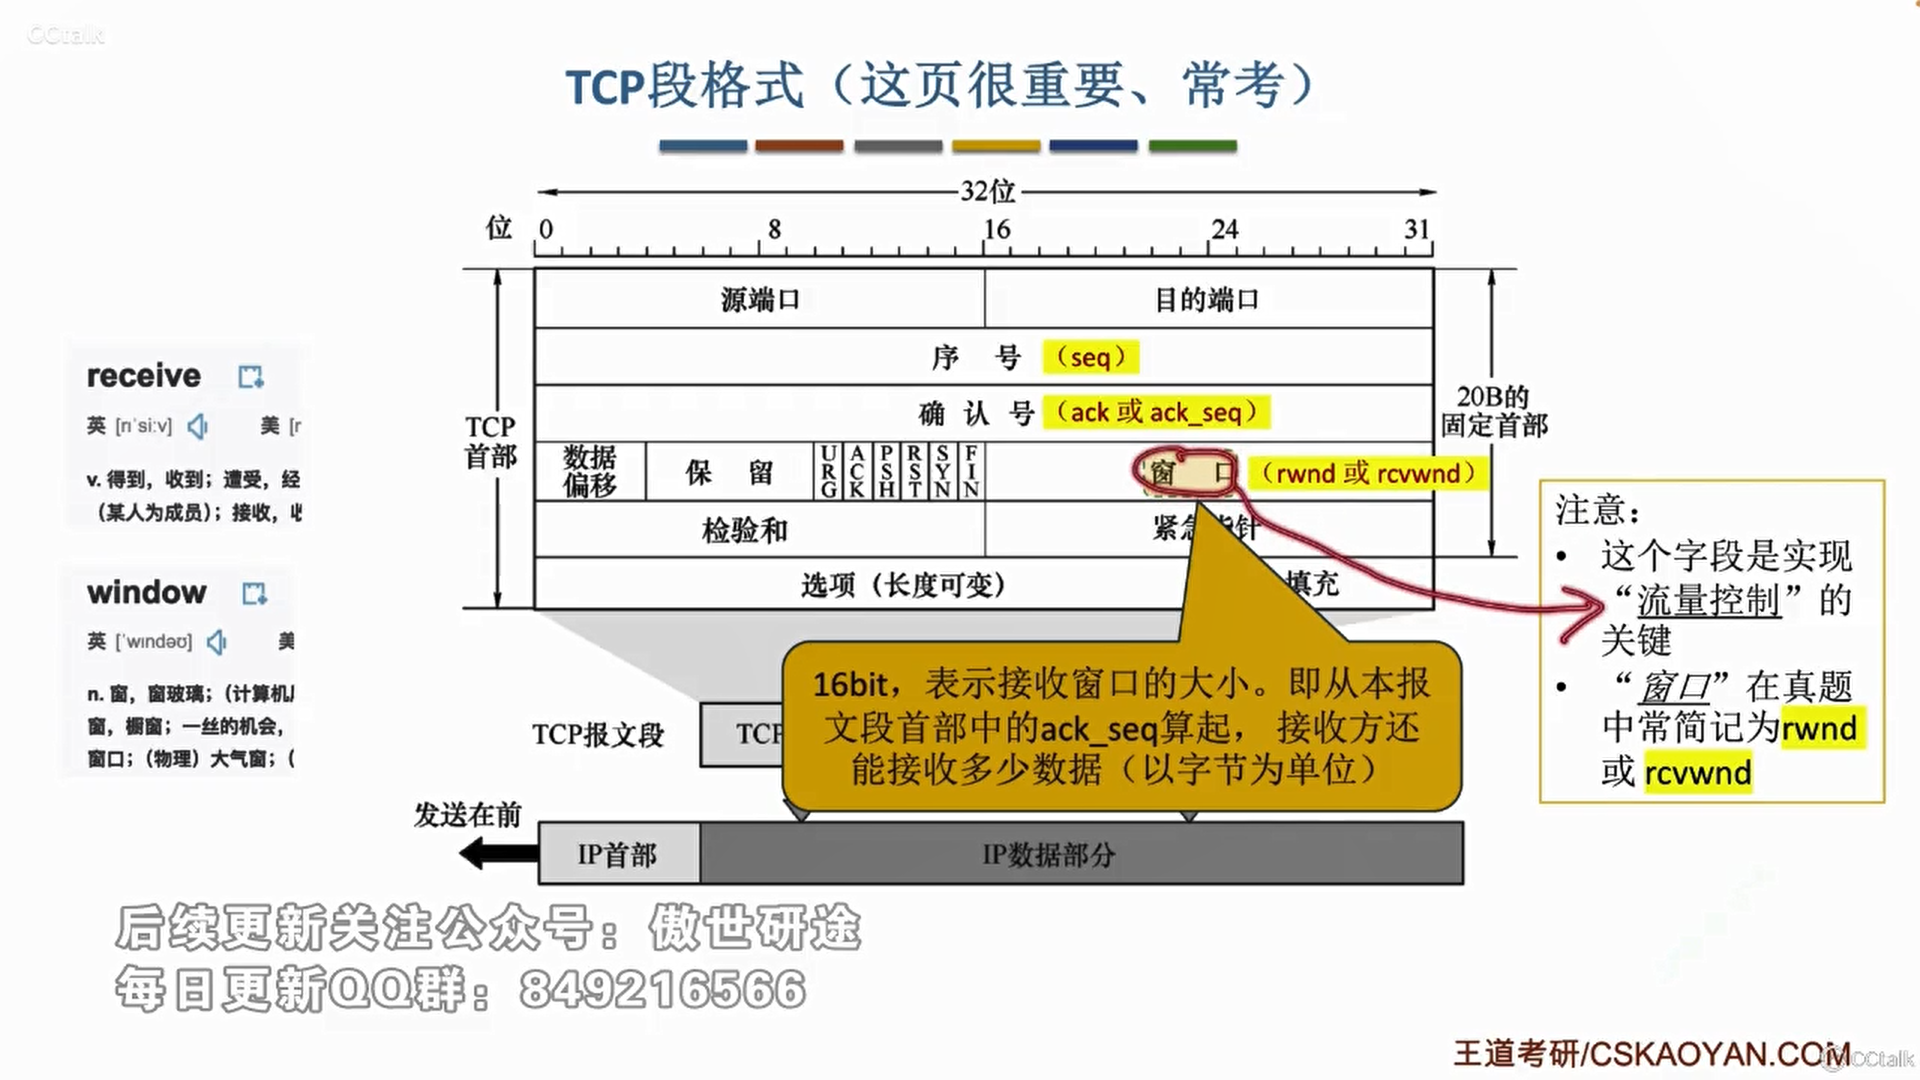 CCtalk
TCP段格式（这页很重要、常考）
32位
位 0 8 16 24 31
源端口 目的端口
序 号 （seq）
确 认 号 （ack 或 ack_seq）
数据偏移 保 留 URG ACK PSH RST SYN FIN 窗 口 （rwnd 或 rcvwnd）
检验和 紧急指针
选项（长度可变） 填充
TCP首部
20B的
固定首部
receive
英 [rɪˈsiːv] 美 [r
v. 得到，收到；遭受，经
（某人为成员）；接收，收
window
英 [ˈwɪndəʊ] 美
n. 窗，窗玻璃；（计算机
窗，橱窗；一丝的机会，
窗口；（物理）大气窗；（
注意：
• 这个字段是实现
“流量控制”的
关键
• “窗口”在真题
中常简记为rwnd
或 rcvwnd
16bit，表示接收窗口的大小。即从本报
文段首部中的ack_seq算起，接收方还
能接收多少数据（以字节为单位）
TCP报文段 TCP
发送在前
IP首部 IP数据部分
后续更新关注公众号：傲世研途
每日更新QQ群：849216566
王道考研/CSKAOYAN.COM
CCtalk